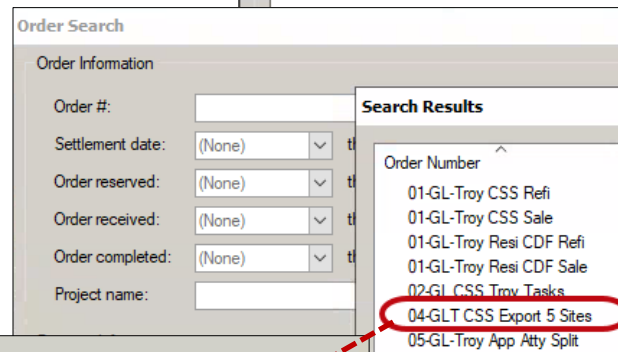 Order Search
Order Information
Order #:
Settlement date: (None)
Order reserved: (None)
Order received: (None)
Order completed: (None)
Project name:
Search Results
Order Number
01-GL-Troy CSS Refi
01-GL-Troy CSS Sale
01-GL-Troy Resi CDF Refi
01-GL-Troy Resi CDF Sale
02-GL CSS Troy Tasks
04-GLT CSS Export 5 Sites
05-GL-Troy App Atty Split